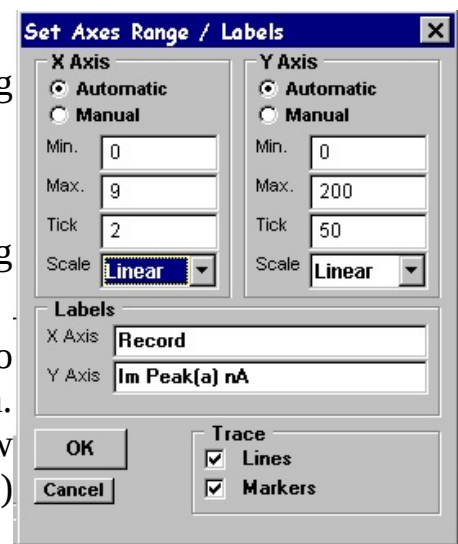 Set Axes Range / Labels
X Axis
Automatic
Manual
Min. 0
Max. 9
Tick 2
Scale Linear
Y Axis
Automatic
Manual
Min. 0
Max. 200
Tick 50
Scale Linear
Labels
X Axis Record
Y Axis Im Peak(a) nA
OK
Cancel
Trace
Lines
Markers